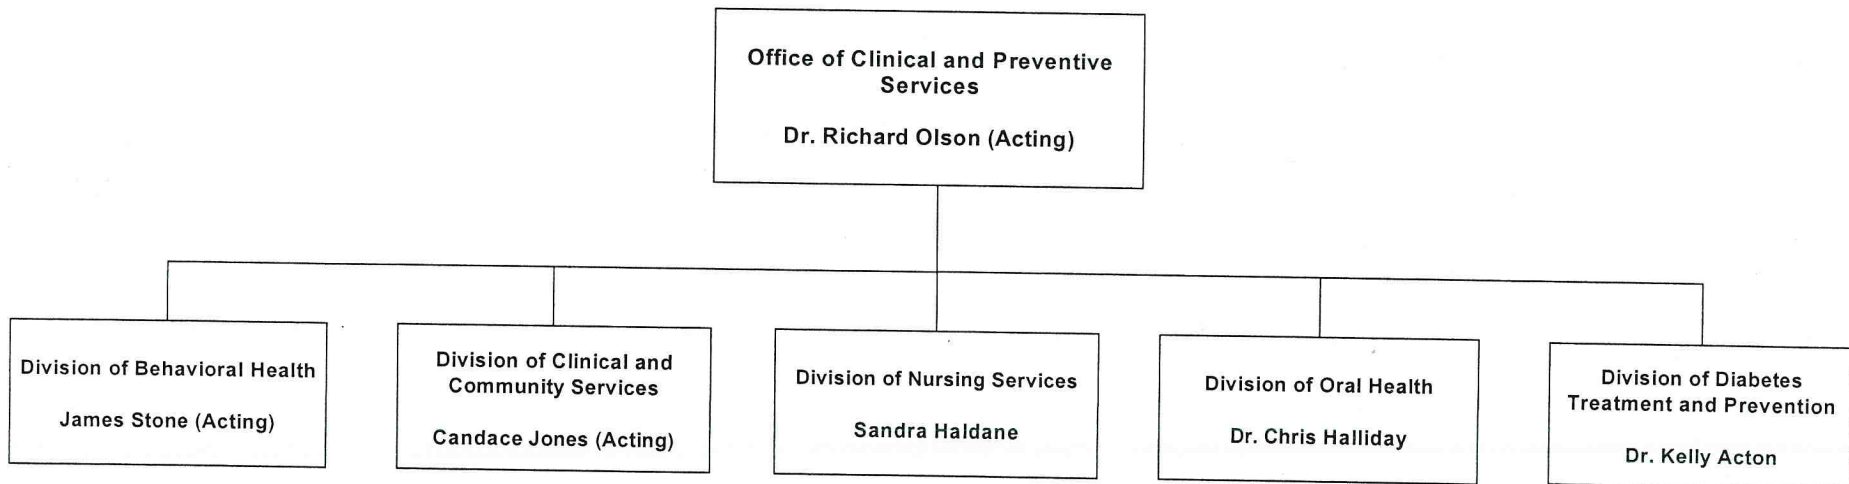 Office of Clinical and Preventive
Services
Dr. Richard Olson (Acting)
Division of Behavioral Health
James Stone (Acting)
Division of Clinical and
Community Services
Candace Jones (Acting)
Division of Nursing Services
Sandra Haldane
Division of Oral Health
Dr. Chris Halliday
Division of Diabetes
Treatment and Prevention
Dr. Kelly Acton